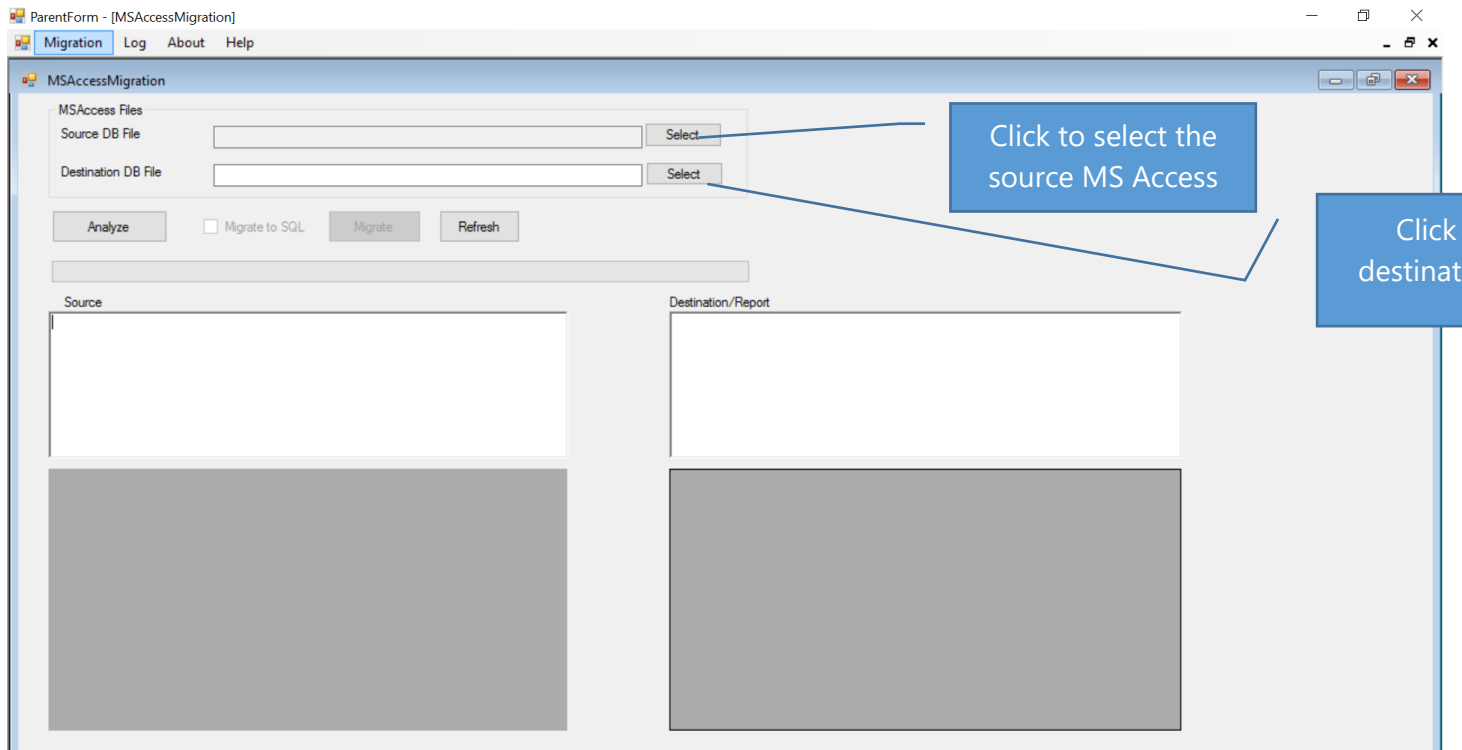 ParentForm - [MSAccessMigration]
Migration Log About Help
MSAccessMigration
MSAccess Files
Source DB File Select
Destination DB File Select
Click to select the
source MS Access
Click
Analyze Migrate to SQL Migrate Refresh
Source Destination/Report